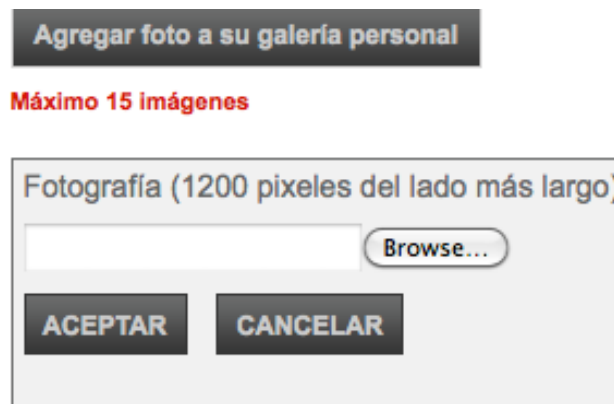 Agregar foto a su galería personal
Máximo 15 imágenes
Fotografía (1200 pixeles del lado más largo)
Browse...
ACEPTAR CANCELAR